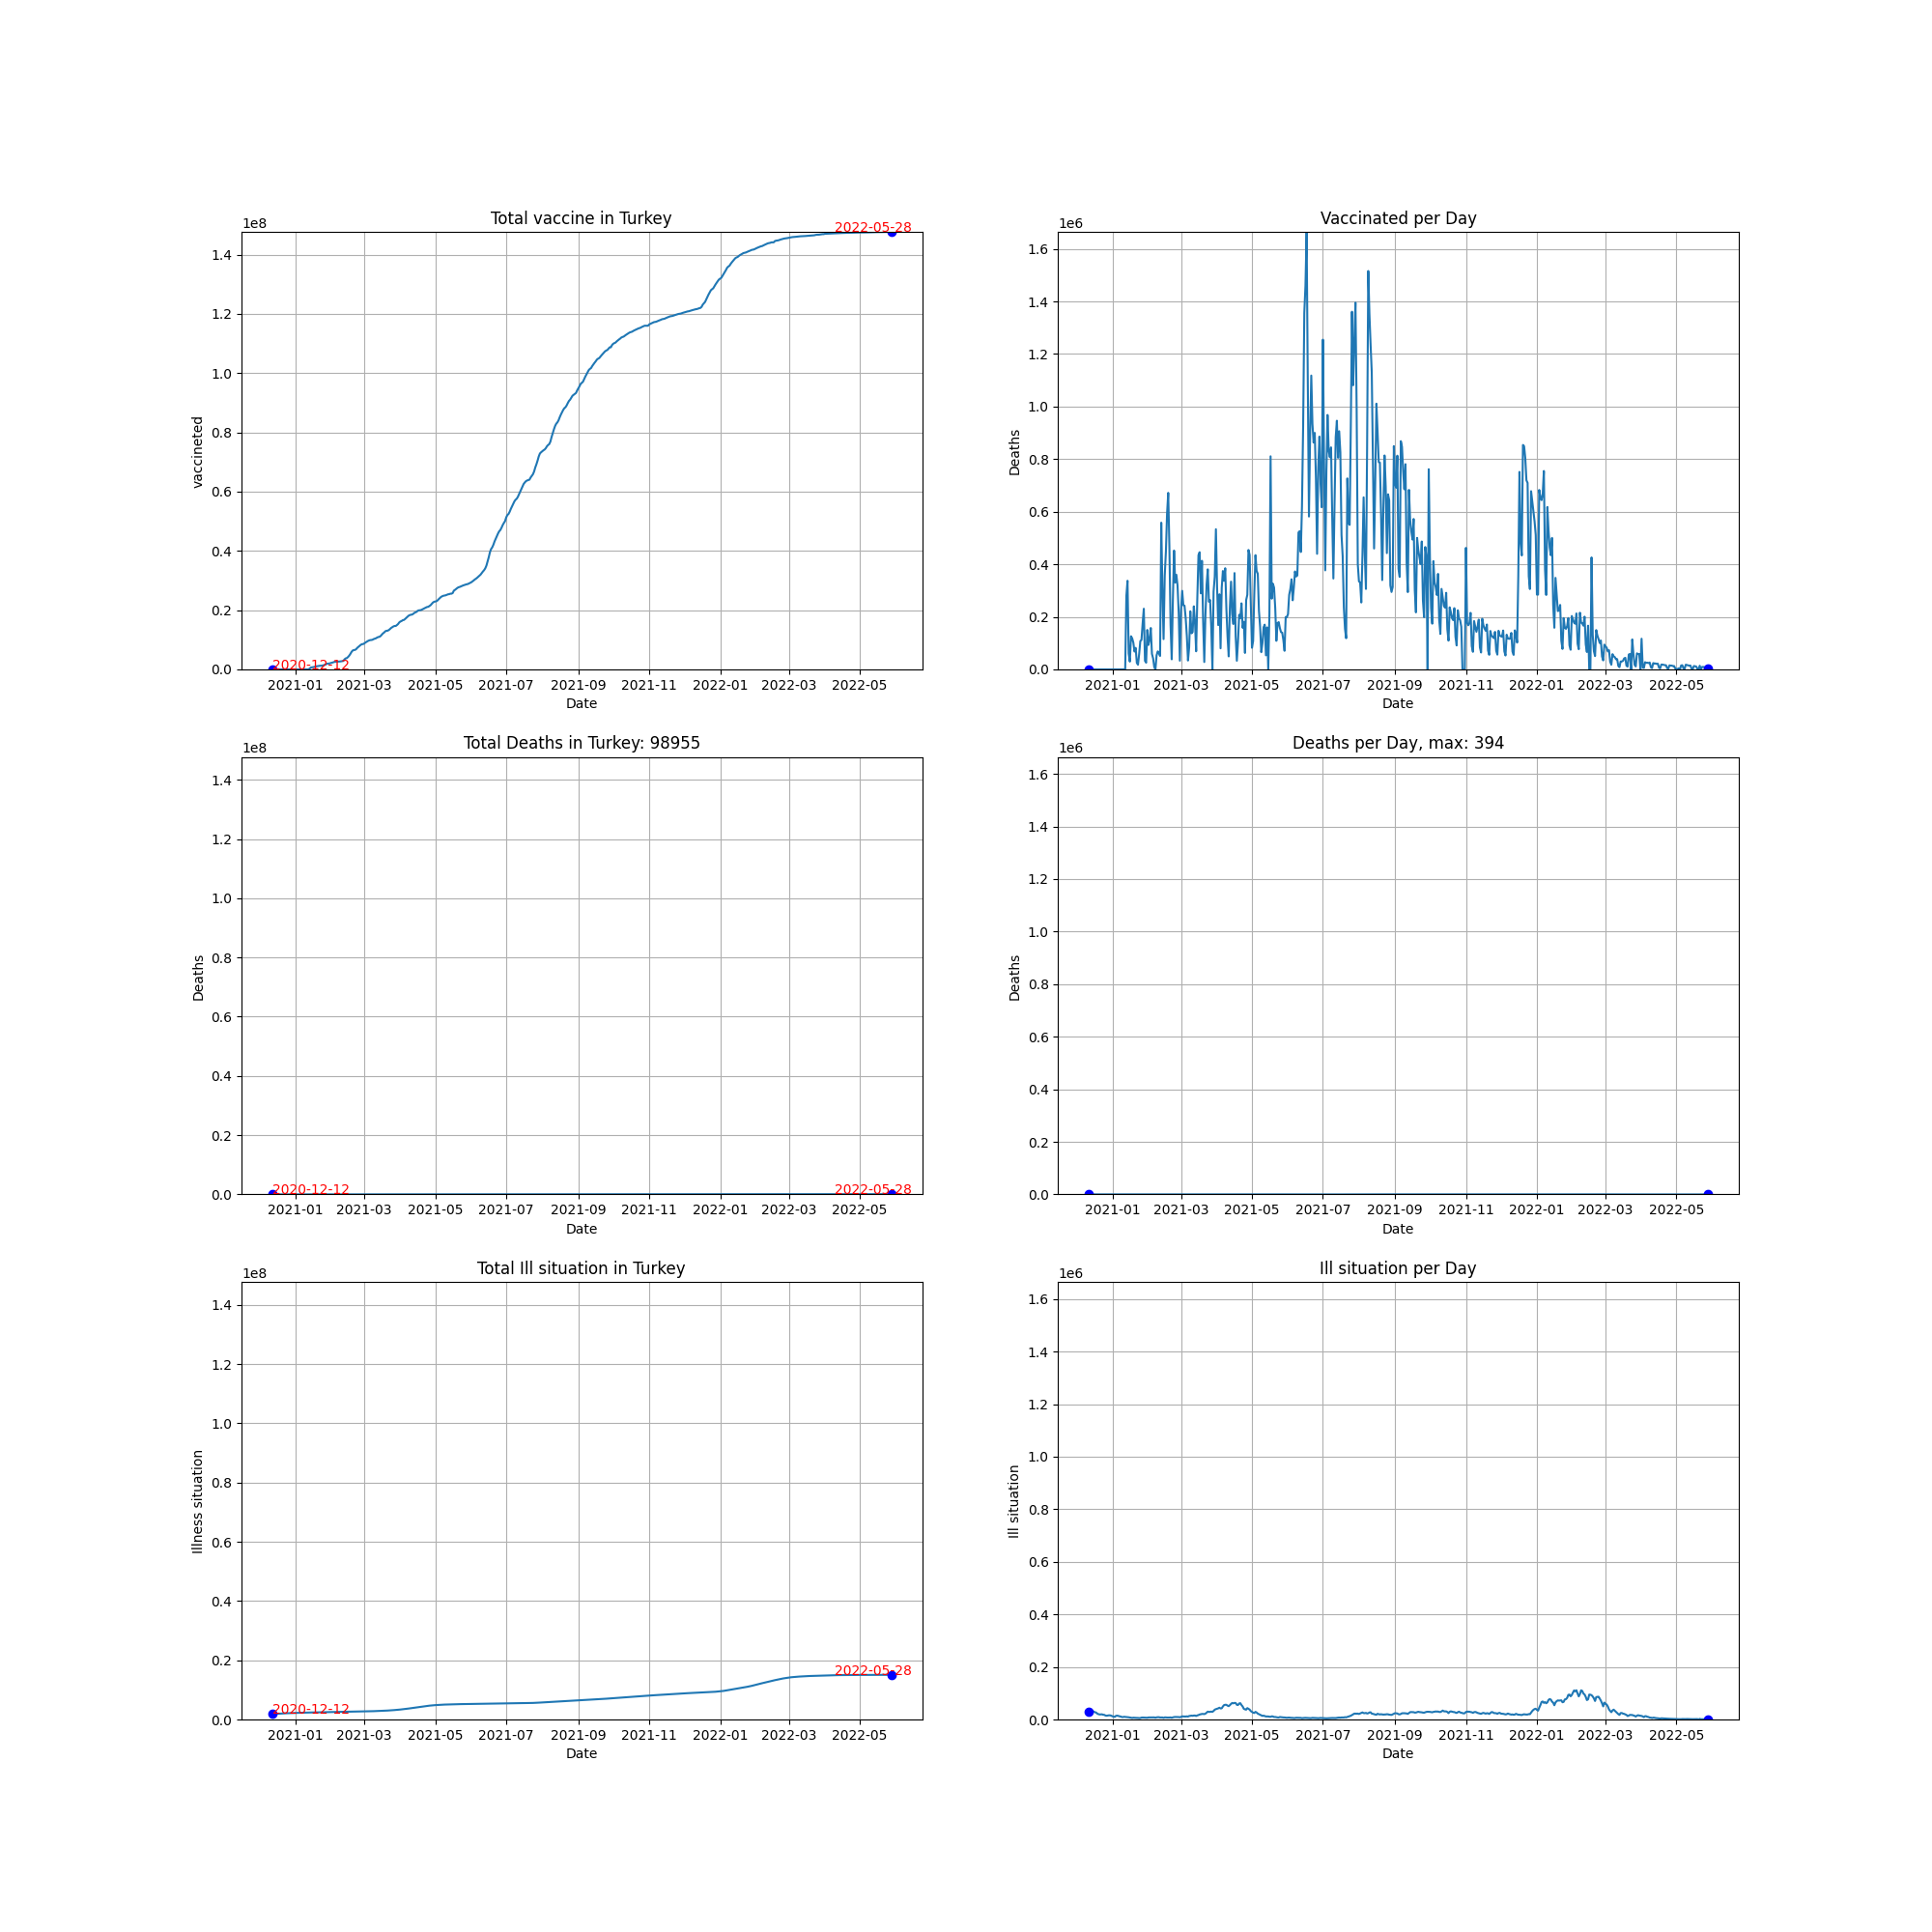 Total vaccine in Turkey
1e8
1.4
1.2
1.0
0.8
0.6
0.4
0.2
0.0
vaccineted
2020-12-12
2022-05-28
2021-01 2021-03 2021-05 2021-07 2021-09 2021-11 2022-01 2022-03 2022-05
Date
Vaccinated per Day
1e6
1.6
1.4
1.2
1.0
0.8
0.6
0.4
0.2
0.0
Deaths
2021-01 2021-03 2021-05 2021-07 2021-09 2021-11 2022-01 2022-03 2022-05
Date
Total Deaths in Turkey: 98955
1e8
1.4
1.2
1.0
0.8
0.6
0.4
0.2
0.0
Deaths
2020-12-12
2022-05-28
2021-01 2021-03 2021-05 2021-07 2021-09 2021-11 2022-01 2022-03 2022-05
Date
Deaths per Day, max: 394
1e6
1.6
1.4
1.2
1.0
0.8
0.6
0.4
0.2
0.0
Deaths
2021-01 2021-03 2021-05 2021-07 2021-09 2021-11 2022-01 2022-03 2022-05
Date
Total Ill situation in Turkey
1e8
1.4
1.2
1.0
0.8
0.6
0.4
0.2
0.0
Illness situation
2020-12-12
2022-05-28
2021-01 2021-03 2021-05 2021-07 2021-09 2021-11 2022-01 2022-03 2022-05
Date
Ill situation per Day
1e6
1.6
1.4
1.2
1.0
0.8
0.6
0.4
0.2
0.0
Ill situation
2021-01 2021-03 2021-05 2021-07 2021-09 2021-11 2022-01 2022-03 2022-05
Date